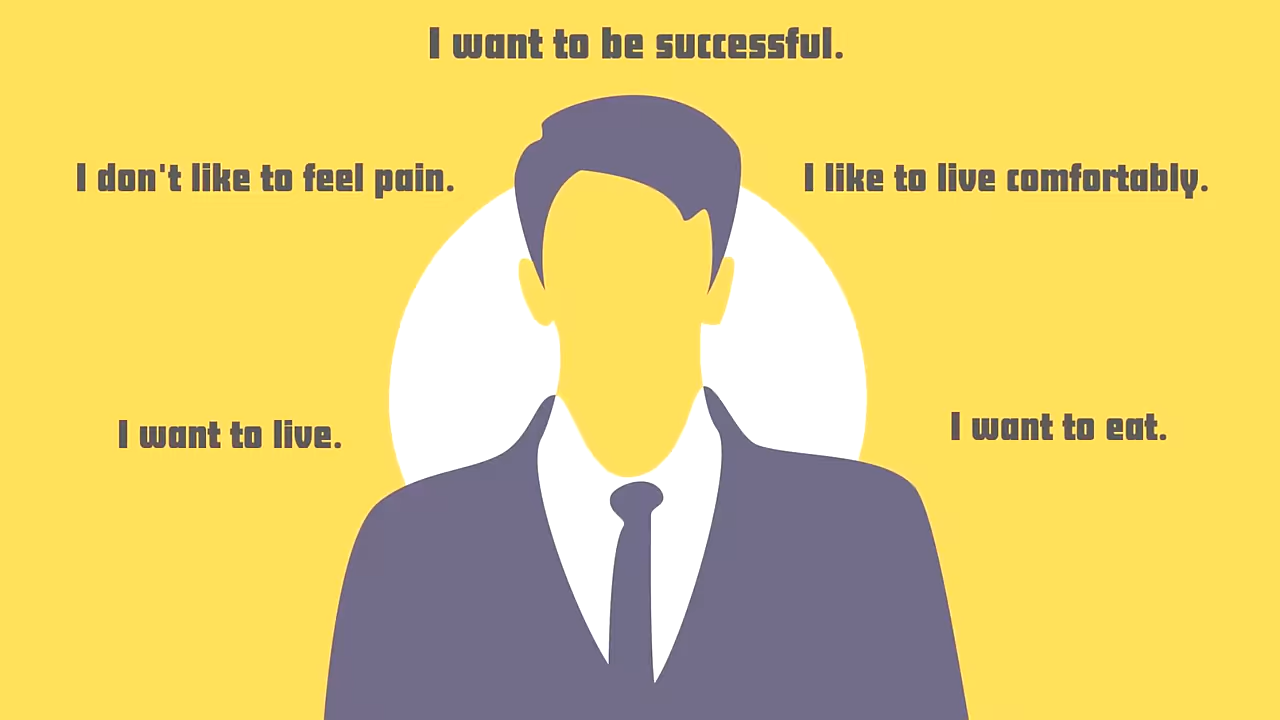 I want to be successful.
I don't like to feel pain.
I like to live comfortably.
I want to live.
I want to eat.